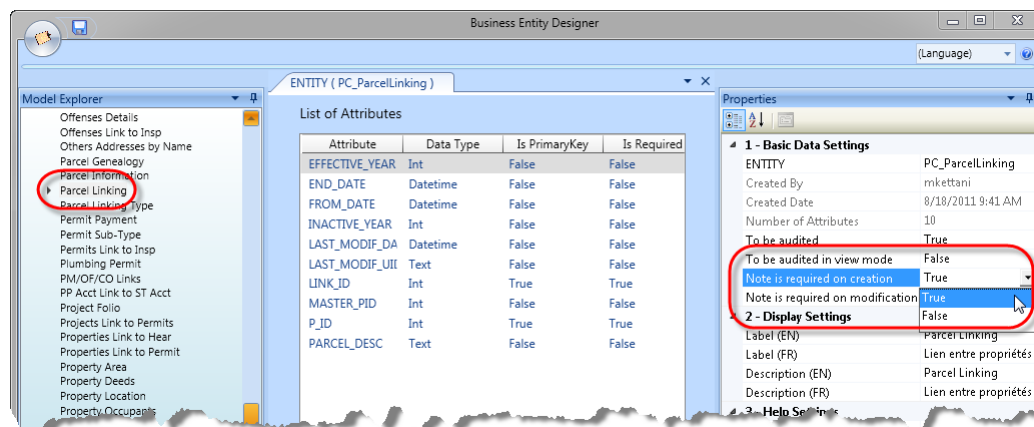 Business Entity Designer
(Language)
Model Explorer
Offenses Details
Offenses Link to Insp
Others Addresses by Name
Parcel Genealogy
Parcel Information
Parcel Linking
Parcel Linking Type
Permit Payment
Permit Sub-Type
Permits Link to Insp
Plumbing Permit
PM/OF/CO Links
PP Acct Link to ST Acct
Project Folio
Projects Link to Permits
Properties Link to Hear
Properties Link to Permit
Property Area
Property Deeds
Property Location
Property Occupants
ENTITY ( PC_ParcelLinking )
List of Attributes
Attribute Data Type Is PrimaryKey Is Required
EFFECTIVE_YEAR Int False False
END_DATE Datetime False False
FROM_DATE Datetime False False
INACTIVE_YEAR Int False False
LAST_MODIF_DA Datetime False False
LAST_MODIF_UII Text False False
LINK_ID Int True True
MASTER_PID Int False False
P_ID Int True True
PARCEL_DESC Text False False
Properties
1 - Basic Data Settings
ENTITY PC_ParcelLinking
Created By mkettani
Created Date 8/18/2011 9:41 AM
Number of Attributes 10
To be audited True
To be audited in view mode False
Note is required on creation True
Note is required on modification True
False
2 - Display Settings
Label (EN) Parcel Linking
Label (FR) Lien entre propriétés
Description (EN) Parcel Linking
Description (FR) Lien entre propriétés
3 - Help Settings